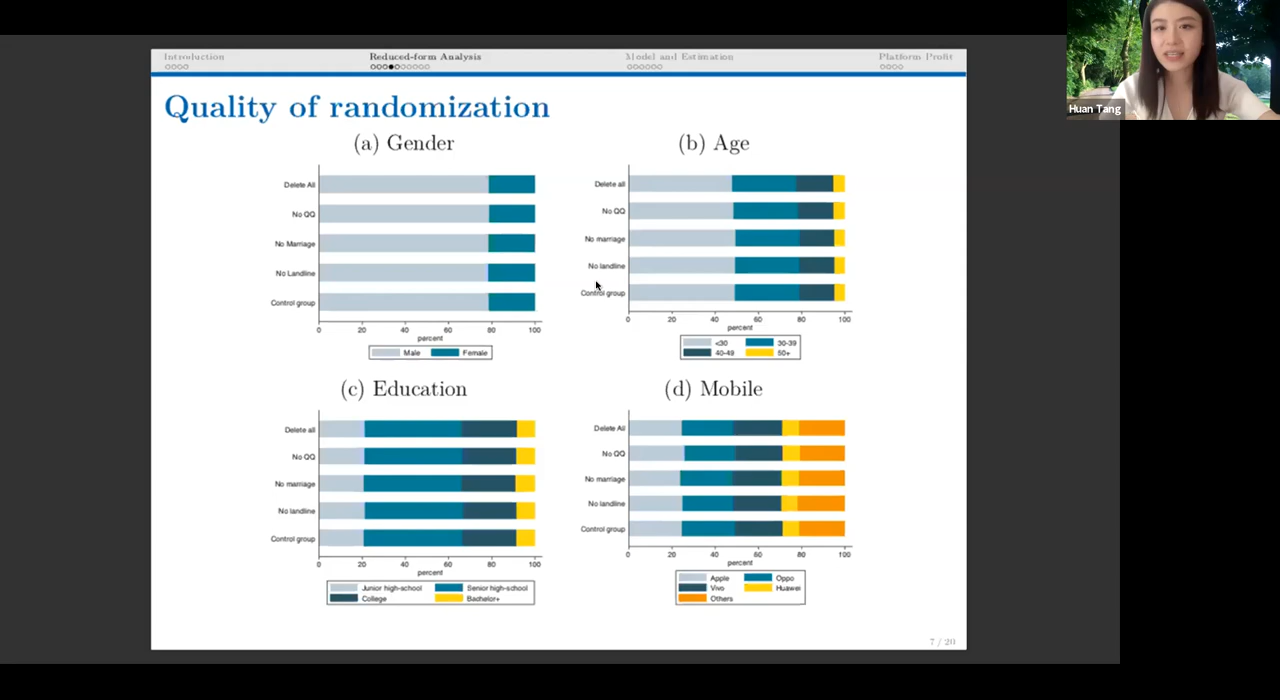 Introduction
Reduced-form Analysis
Model and Estimation
Platform Profit
Huan Tang
Quality of randomization
(a) Gender
Delete All
No QQ
No Marriage
No Landline
Control group
0 20 40 60 80 100
percent
Male Female
(b) Age
Delete all
No QQ
No marriage
No landline
Control group
0 20 40 60 80 100
percent
<30 30-39
40-49 50+
(c) Education
Delete all
No QQ
No marriage
No landline
Control group
0 20 40 60 80 100
percent
Junior high-school Senior high-school
College Bachelor+
(d) Mobile
Delete All
No QQ
No marriage
No landline
Control group
0 20 40 60 80 100
percent
Apple Oppo
Vivo Huawei
Others
7 / 20